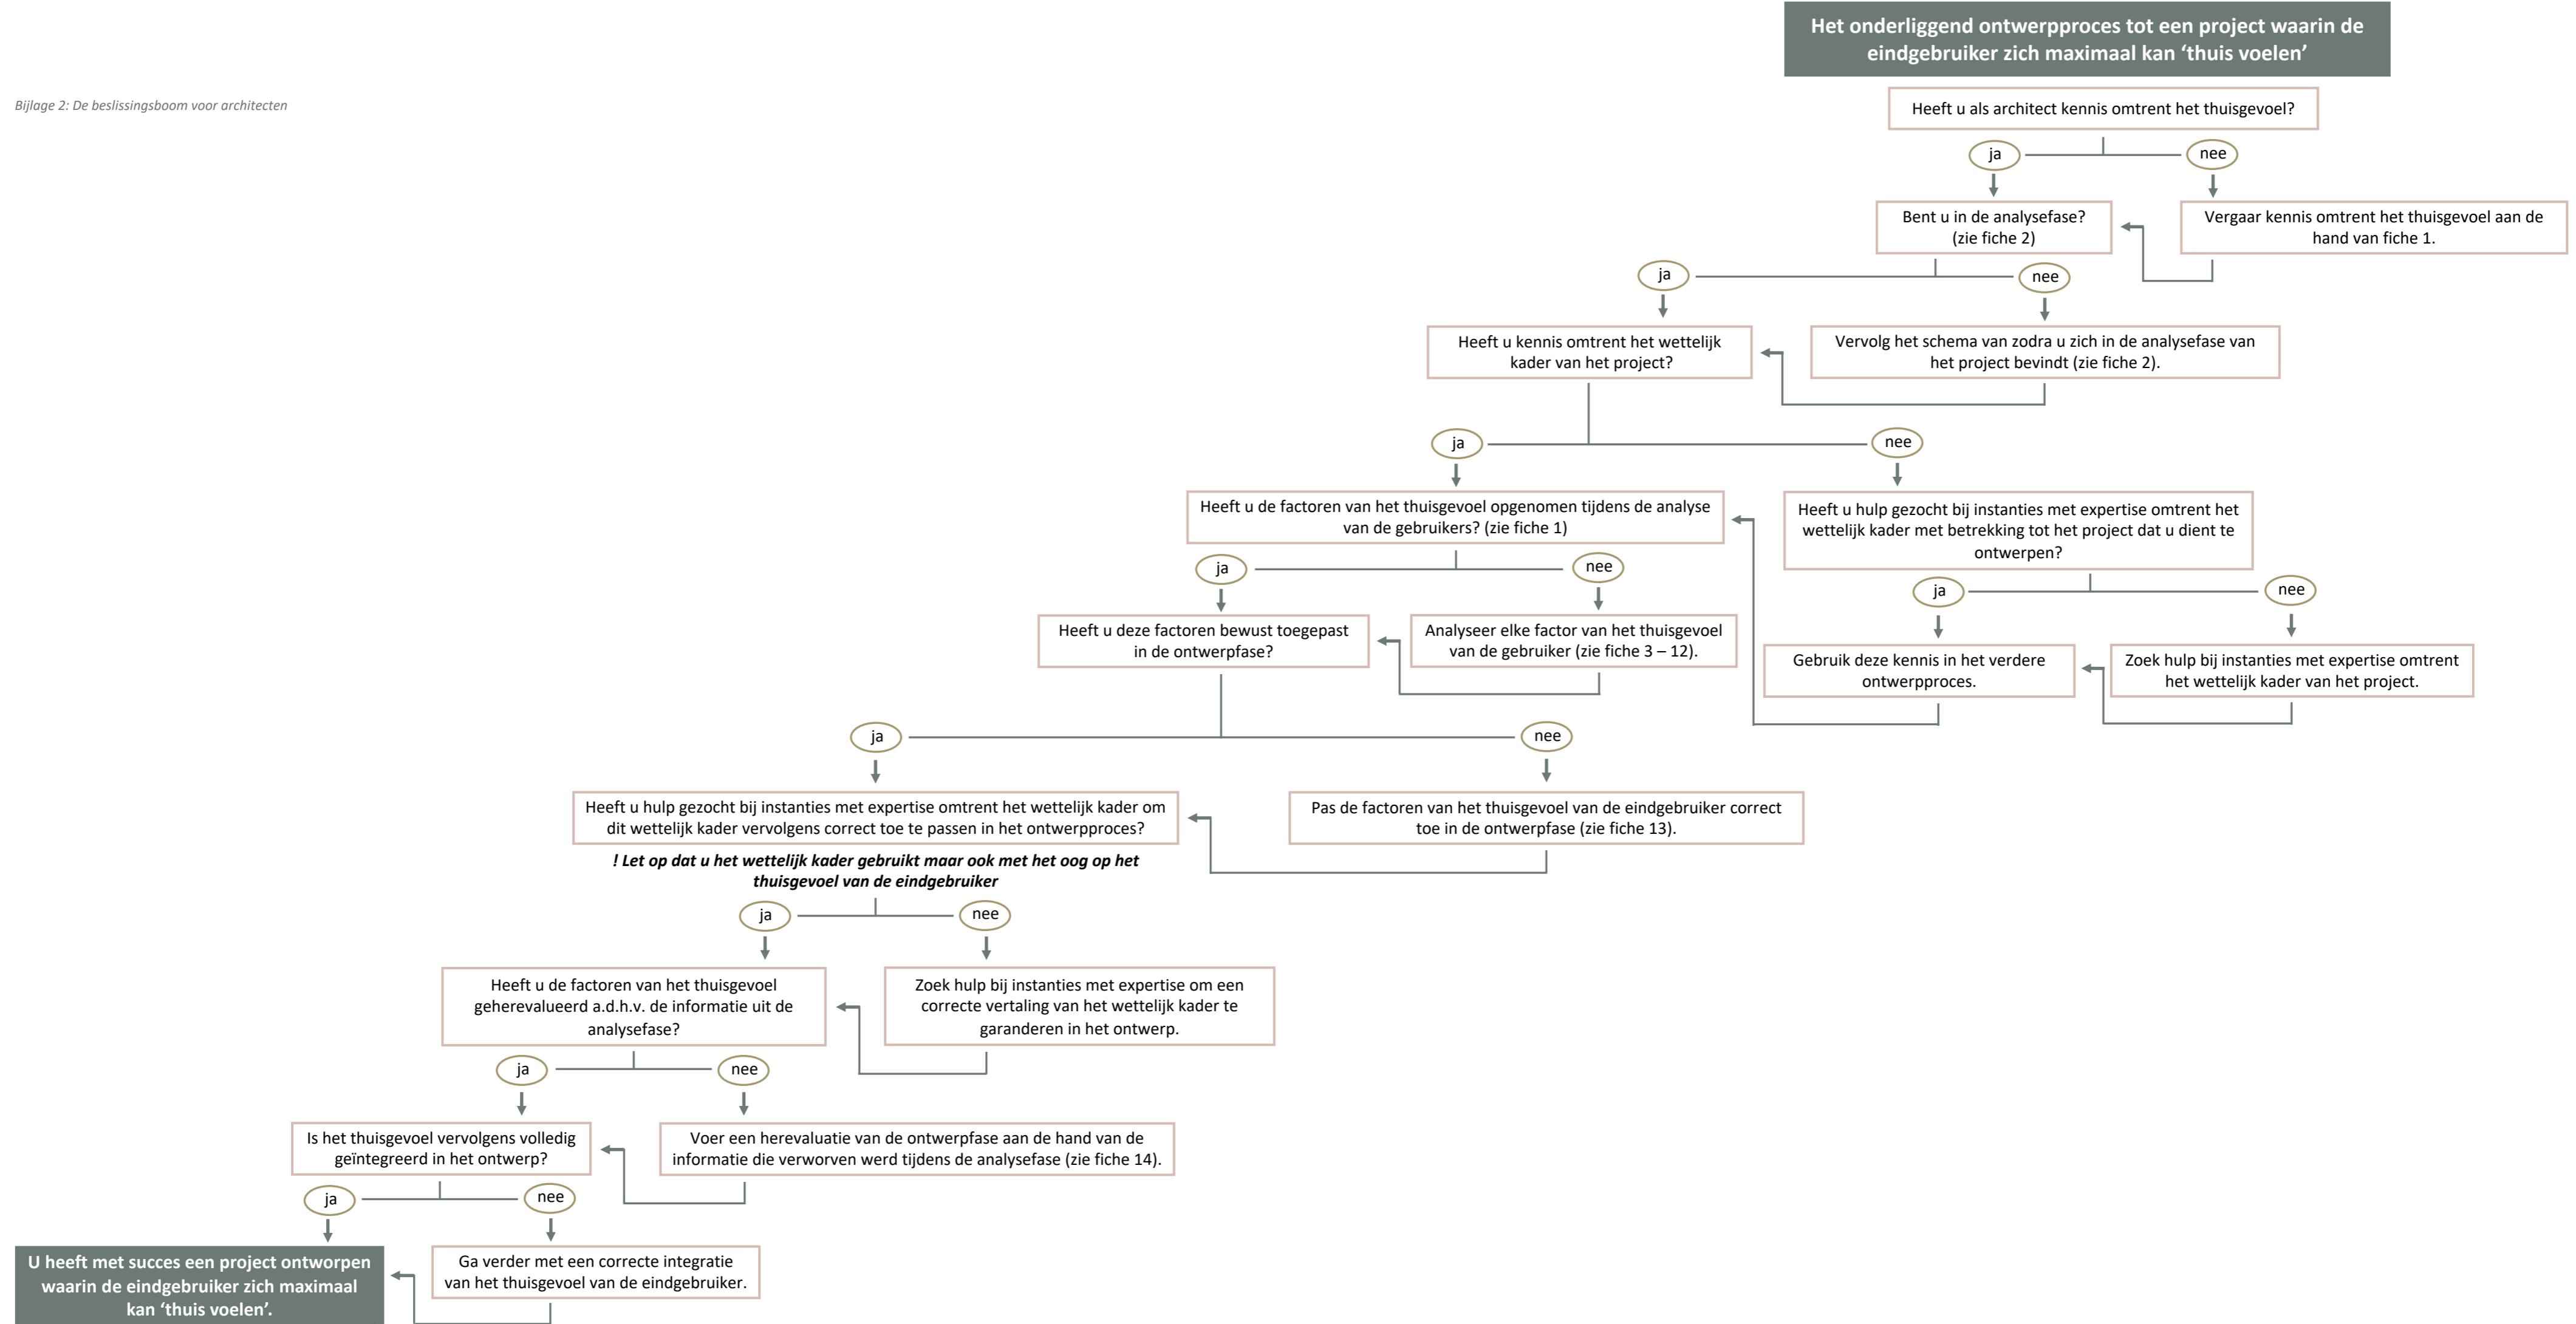 Het onderliggend ontwerpproces tot een project waarin de
eindgebruiker zich maximaal kan ‘thuis voelen’
Bijlage 2: De beslissingsboom voor architecten
Heeft u als architect kennis omtrent het thuisgevoel?
ja
nee
Bent u in de analysefase?
(zie fiche 2)
Vergaar kennis omtrent het thuisgevoel aan de
hand van fiche 1.
ja
nee
Heeft u kennis omtrent het wettelijk
kader van het project?
Vervolg het schema van zodra u zich in de analysefase van
het project bevindt (zie fiche 2).
ja
nee
Heeft u de factoren van het thuisgevoel opgenomen tijdens de analyse
van de gebruikers? (zie fiche 1)
Heeft u hulp gezocht bij instanties met expertise omtrent het
wettelijk kader met betrekking tot het project dat u dient te
ontwerpen?
ja
nee
ja
nee
Heeft u deze factoren bewust toegepast
in de ontwerpfase?
Analyseer elke factor van het thuisgevoel
van de gebruiker (zie fiche 3 – 12).
Gebruik deze kennis in het verdere
ontwerpproces.
Zoek hulp bij instanties met expertise omtrent
het wettelijk kader van het project.
ja
nee
Heeft u hulp gezocht bij instanties met expertise omtrent het wettelijk kader om
dit wettelijk kader vervolgens correct toe te passen in het ontwerpproces?
Pas de factoren van het thuisgevoel van de eindgebruiker correct
toe in de ontwerpfase (zie fiche 13).
! Let op dat u het wettelijk kader gebruikt maar ook met het oog op het
thuisgevoel van de eindgebruiker
ja
nee
Heeft u de factoren van het thuisgevoel
geherevalueerd a.d.h.v. de informatie uit de
analysefase?
Zoek hulp bij instanties met expertise om een
correcte vertaling van het wettelijk kader te
garanderen in het ontwerp.
ja
nee
Is het thuisgevoel vervolgens volledig
geïntegreerd in het ontwerp?
Voer een herevaluatie van de ontwerpfase aan de hand van de
informatie die verworven werd tijdens de analysefase (zie fiche 14).
ja
nee
U heeft met succes een project ontworpen
waarin de eindgebruiker zich maximaal
kan ‘thuis voelen’.
Ga verder met een correcte integratie
van het thuisgevoel van de eindgebruiker.